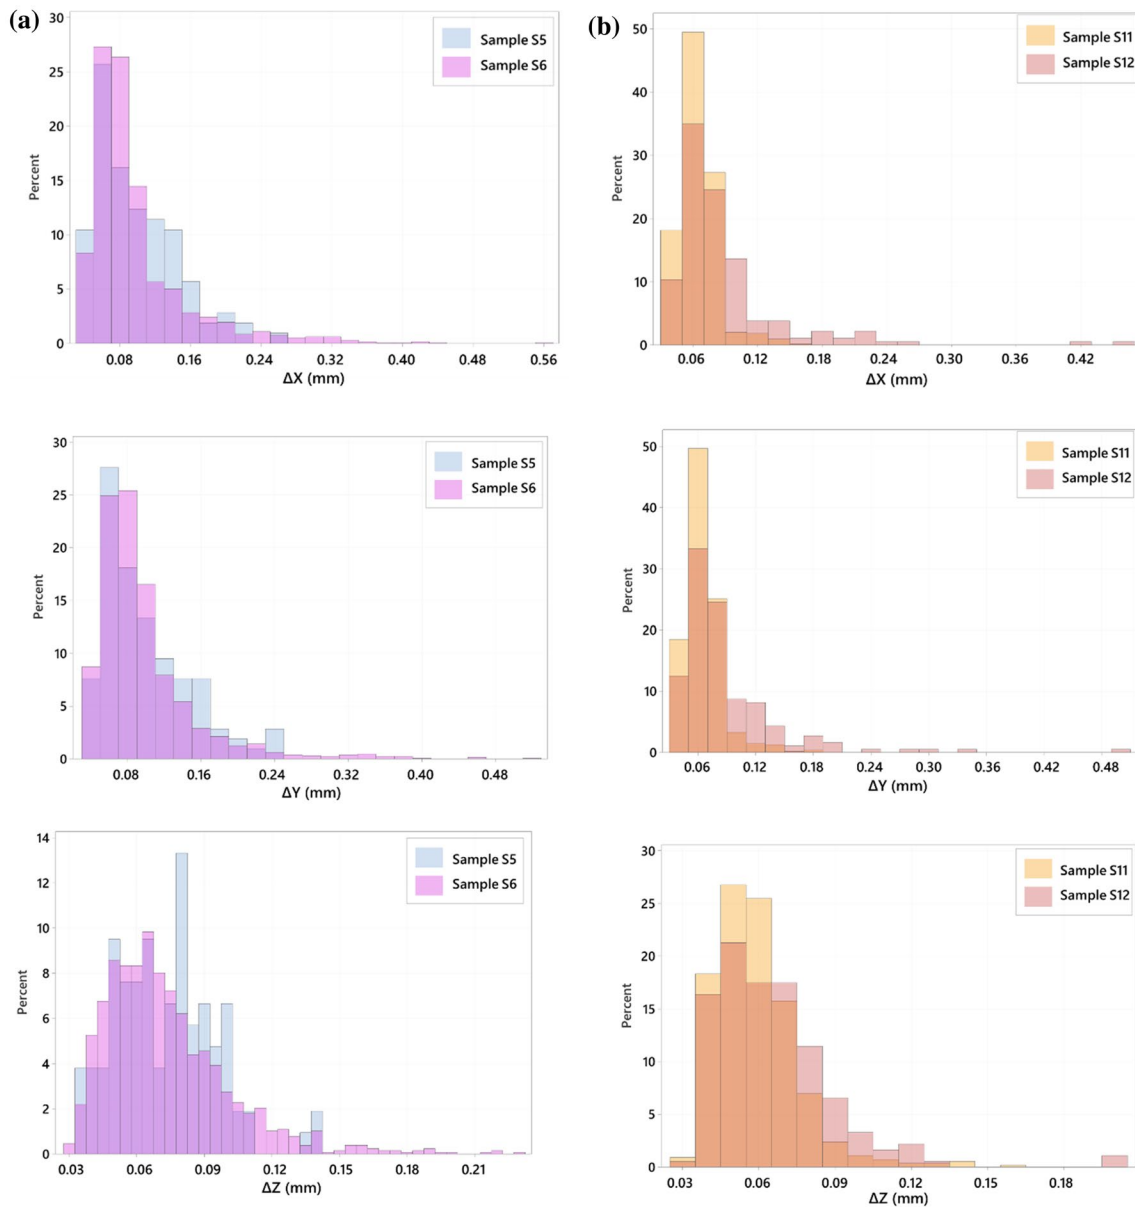 (a)
30
25
20
15
10
5
0
Percent
Sample S5
Sample S6
0.08 0.16 0.24 0.32 0.40 0.48 0.56
ΔX (mm)
(b)
50
40
30
20
10
0
Percent
Sample S11
Sample S12
0.06 0.12 0.18 0.24 0.30 0.36 0.42
ΔX (mm)
30
25
20
15
10
5
0
Percent
Sample S5
Sample S6
0.08 0.16 0.24 0.32 0.40 0.48
ΔY (mm)
50
40
30
20
10
0
Percent
Sample S11
Sample S12
0.06 0.12 0.18 0.24 0.30 0.36 0.42 0.48
ΔY (mm)
14
12
10
8
6
4
2
0
Percent
Sample S5
Sample S6
0.03 0.06 0.09 0.12 0.15 0.18 0.21
ΔZ (mm)
30
25
20
15
10
5
0
Percent
Sample S11
Sample S12
0.03 0.06 0.09 0.12 0.15 0.18
ΔZ (mm)